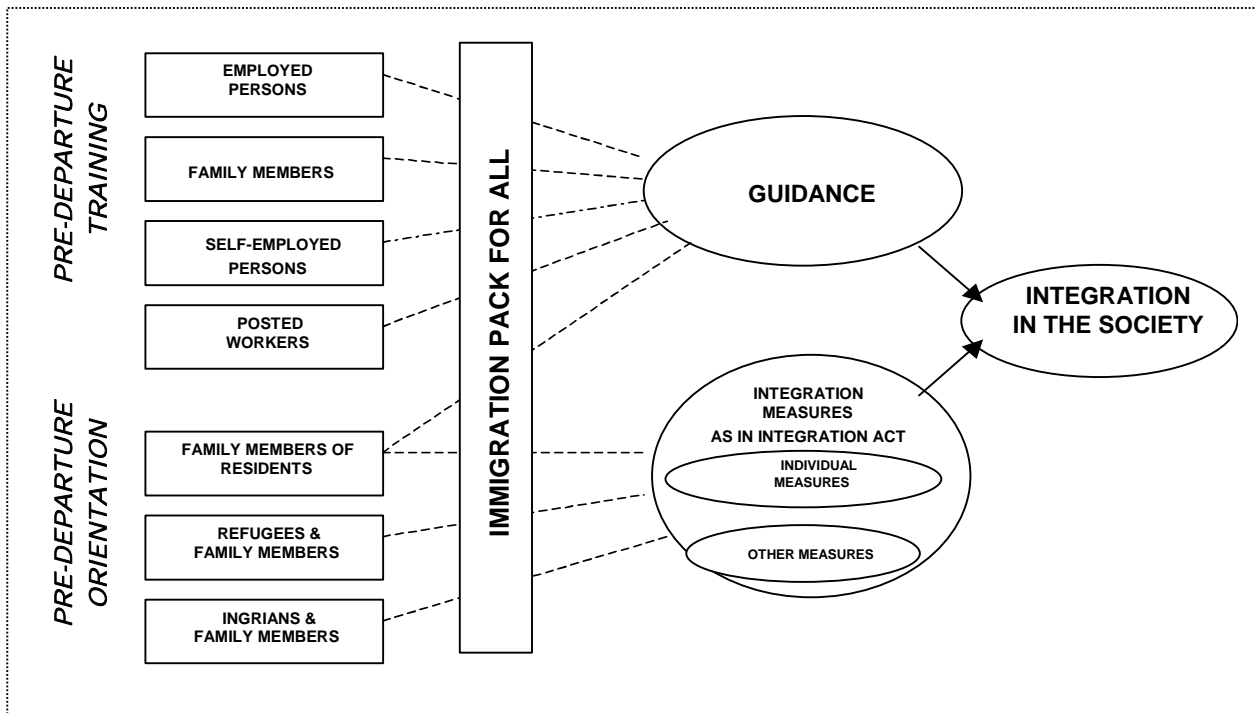 PRE-DEPARTURE
TRAINING
EMPLOYED
PERSONS
FAMILY MEMBERS
SELF-EMPLOYED
PERSONS
POSTED
WORKERS
PRE-DEPARTURE
ORIENTATION
FAMILY MEMBERS OF
RESIDENTS
REFUGEES &
FAMILY MEMBERS
INGRIANS &
FAMILY MEMBERS
IMMIGRATION PACK FOR ALL
GUIDANCE
INTEGRATION
MEASURES
AS IN INTEGRATION ACT
INDIVIDUAL
MEASURES
OTHER MEASURES
INTEGRATION
IN THE SOCIETY